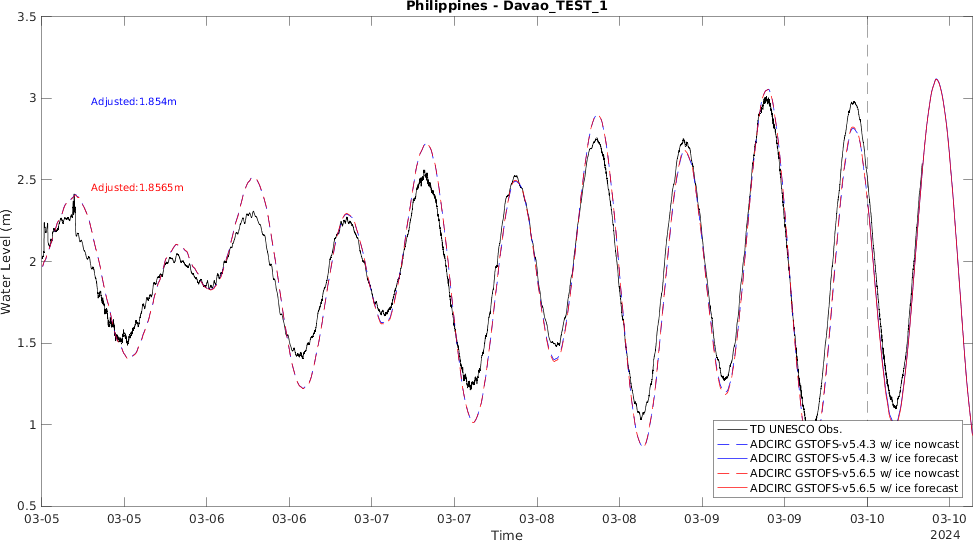 Philippines - Davao_TEST_1
3.5
3
2.5
2
1.5
1
0.5
Water Level (m)
Adjusted:1.854m
Adjusted:1.8565m
TD UNESCO Obs.
ADCIRC GSTOFS-v5.4.3 w/ ice nowcast
ADCIRC GSTOFS-v5.4.3 w/ ice forecast
ADCIRC GSTOFS-v5.6.5 w/ ice nowcast
ADCIRC GSTOFS-v5.6.5 w/ ice forecast
03-05 03-05 03-06 03-06 03-07 03-07 03-08 03-08 03-09 03-09 03-10 03-10
2024
Time